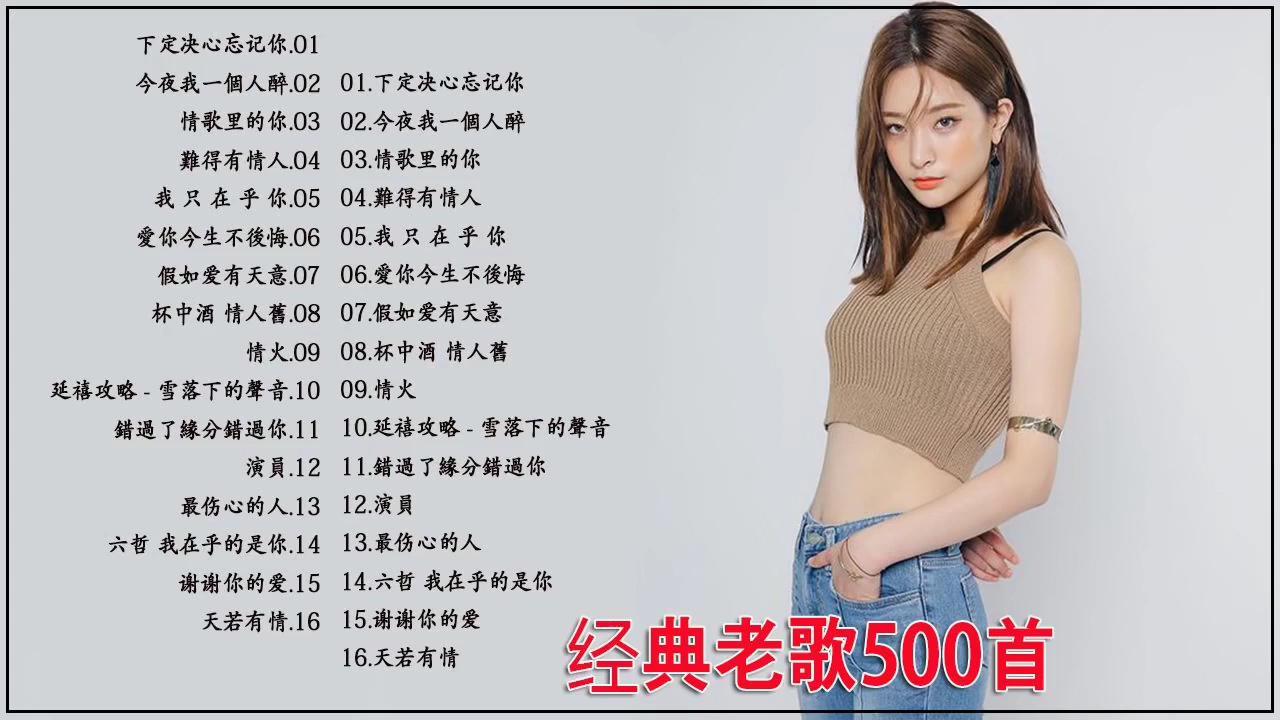 下定决心忘记你.01
今夜我一個人醉.02
情歌里的你.03
難得有情人.04
我 只 在 乎 你.05
愛你今生不後悔.06
假如爱有天意.07
杯中酒 情人舊.08
情火.09
延禧攻略 - 雪落下的聲音.10
錯過了緣分錯過你.11
演員.12
最伤心的人.13
六哲 我在乎的是你.14
谢谢你的爱.15
天若有情.16
01.下定决心忘记你
02.今夜我一個人醉
03.情歌里的你
04.難得有情人
05.我 只 在 乎 你
06.愛你今生不後悔
07.假如爱有天意
08.杯中酒 情人舊
09.情火
10.延禧攻略 - 雪落下的聲音
11.錯過了緣分錯過你
12.演員
13.最伤心的人
14.六哲 我在乎的是你
15.谢谢你的爱
16.天若有情
经典老歌500首